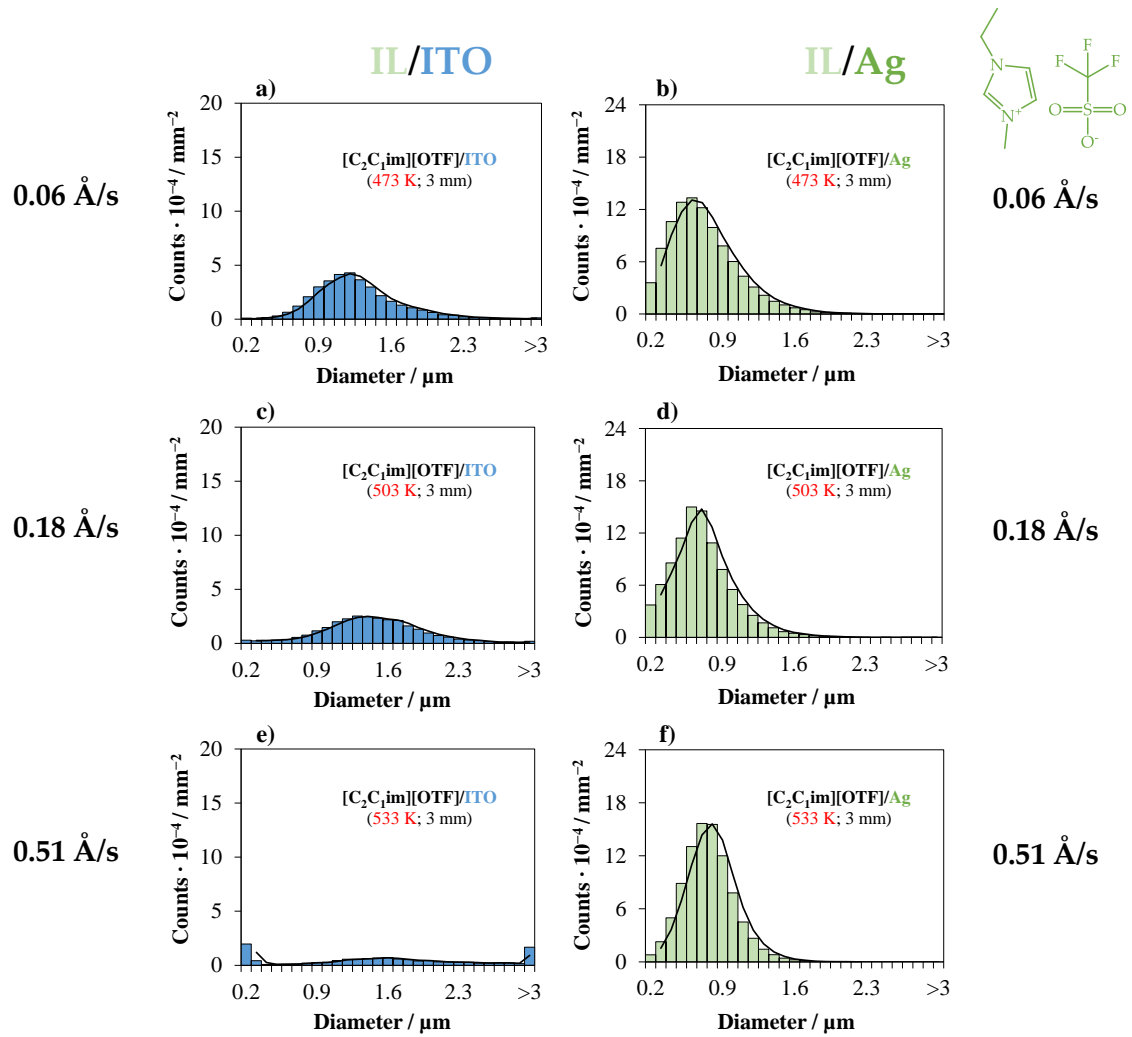 IL/ITO
IL/Ag
N
N⁺
F
F
F
O
S
O
O⁻
0.06 Å/s
a)
Counts · 10⁻⁴ / mm⁻²
20
15
10
5
0
[C₂C₁im][OTF]/ITO
(473 K; 3 mm)
0.2 0.9 1.6 2.3 >3
Diameter / µm
b)
Counts · 10⁻⁴ / mm⁻²
24
18
12
6
0
[C₂C₁im][OTF]/Ag
(473 K; 3 mm)
0.2 0.9 1.6 2.3 >3
Diameter / µm
0.06 Å/s
0.18 Å/s
c)
Counts · 10⁻⁴ / mm⁻²
20
15
10
5
0
[C₂C₁im][OTF]/ITO
(503 K; 3 mm)
0.2 0.9 1.6 2.3 >3
Diameter / µm
d)
Counts · 10⁻⁴ / mm⁻²
24
18
12
6
0
[C₂C₁im][OTF]/Ag
(503 K; 3 mm)
0.2 0.9 1.6 2.3 >3
Diameter / µm
0.18 Å/s
0.51 Å/s
e)
Counts · 10⁻⁴ / mm⁻²
20
15
10
5
0
[C₂C₁im][OTF]/ITO
(533 K; 3 mm)
0.2 0.9 1.6 2.3 >3
Diameter / µm
f)
Counts · 10⁻⁴ / mm⁻²
24
18
12
6
0
[C₂C₁im][OTF]/Ag
(533 K; 3 mm)
0.2 0.9 1.6 2.3 >3
Diameter / µm
0.51 Å/s